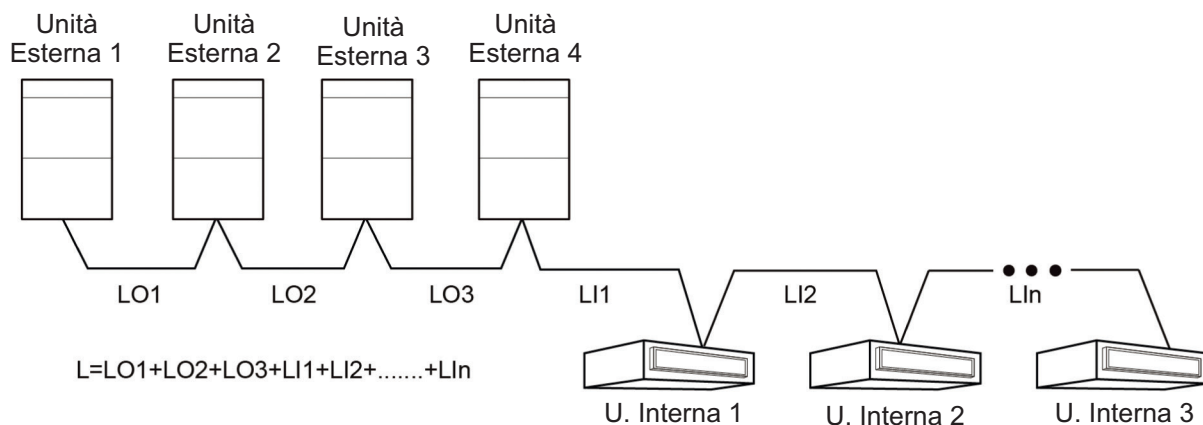 Unità
Esterna 1
Unità
Esterna 2
Unità
Esterna 3
Unità
Esterna 4
LO1
LO2
LO3
LI1
LI2
LIn
L=LO1+LO2+LO3+LI1+LI2+.......+LIn
U. Interna 1
U. Interna 2
U. Interna 3